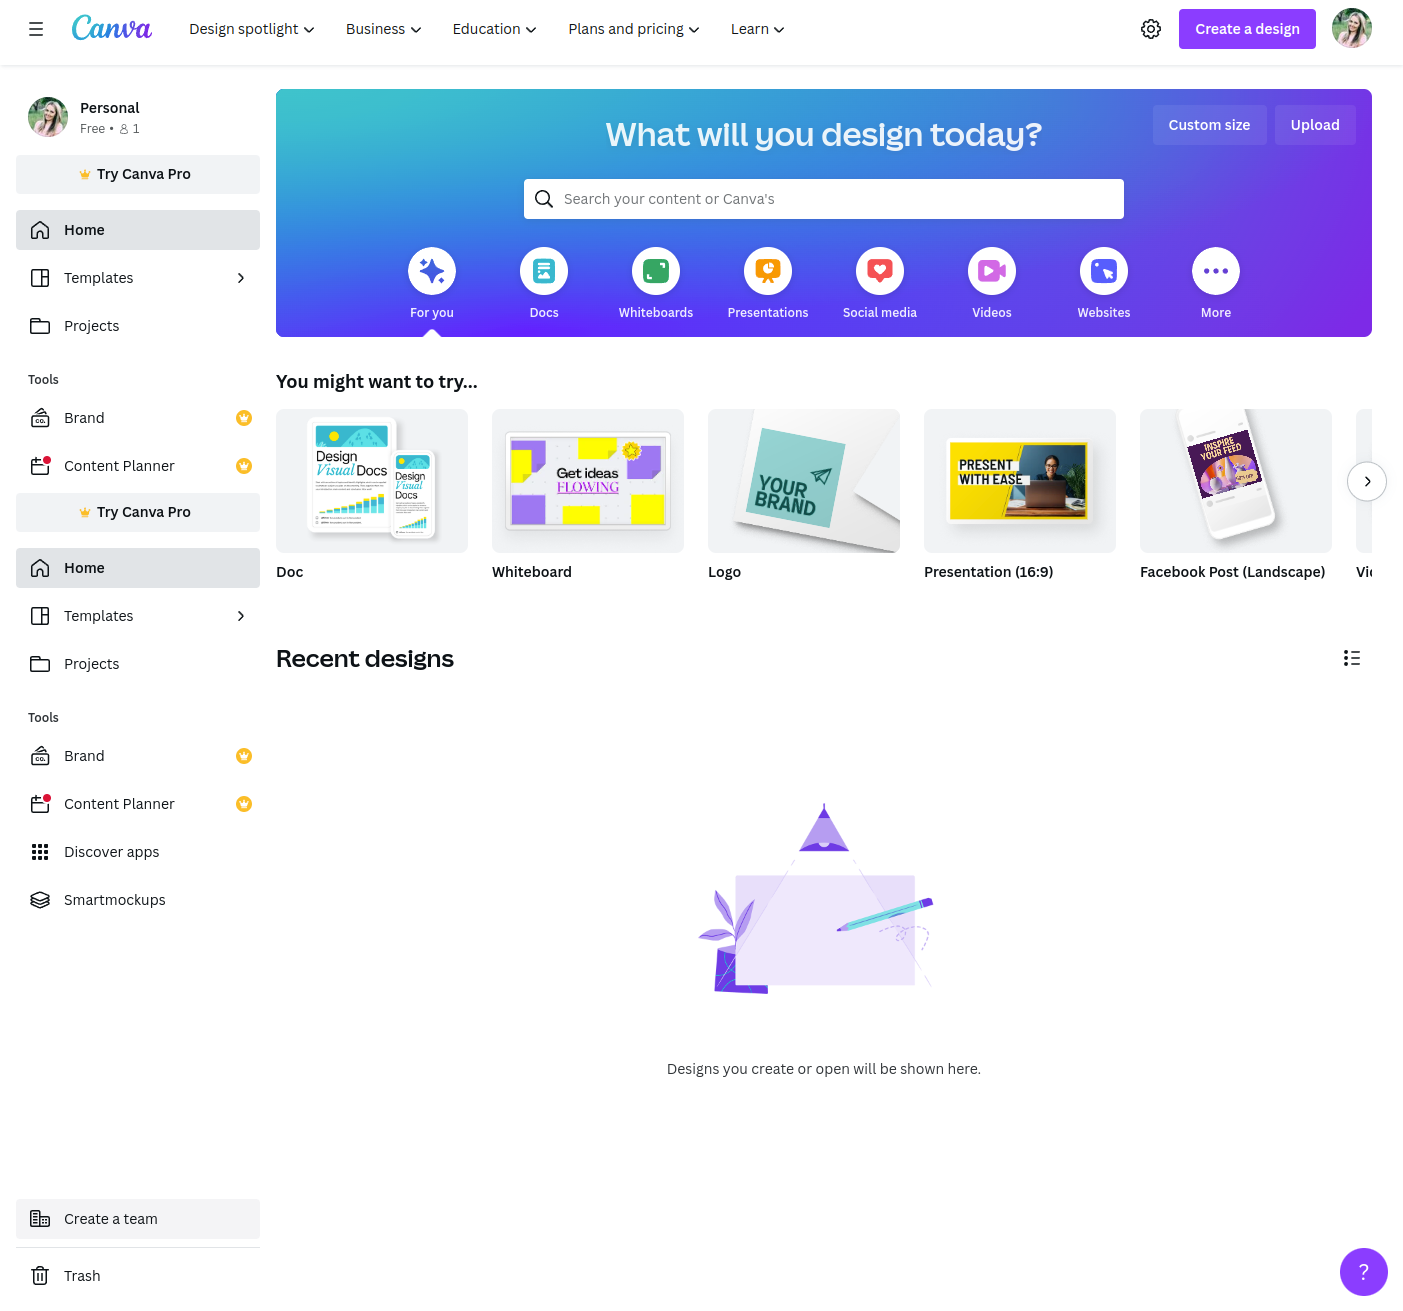 Canva
Design spotlight
Business
Education
Plans and pricing
Learn
Create a design
Personal
Free • 1
Try Canva Pro
Home
Templates
Projects
Tools
Brand
Content Planner
Try Canva Pro
Home
Templates
Projects
Tools
Brand
Content Planner
Discover apps
Smartmockups
Create a team
Trash
What will you design today?
Custom size
Upload
Search your content or Canva's
For you
Docs
Whiteboards
Presentations
Social media
Videos
Websites
More
You might want to try...
Design
Visual Docs
Design
Visual
Docs
Get ideas
FLOWING
YOUR
BRAND
PRESENT
WITH EASE
INSPIRE
YOUR FEED
Doc
Whiteboard
Logo
Presentation (16:9)
Facebook Post (Landscape)
Recent designs
Designs you create or open will be shown here.
?